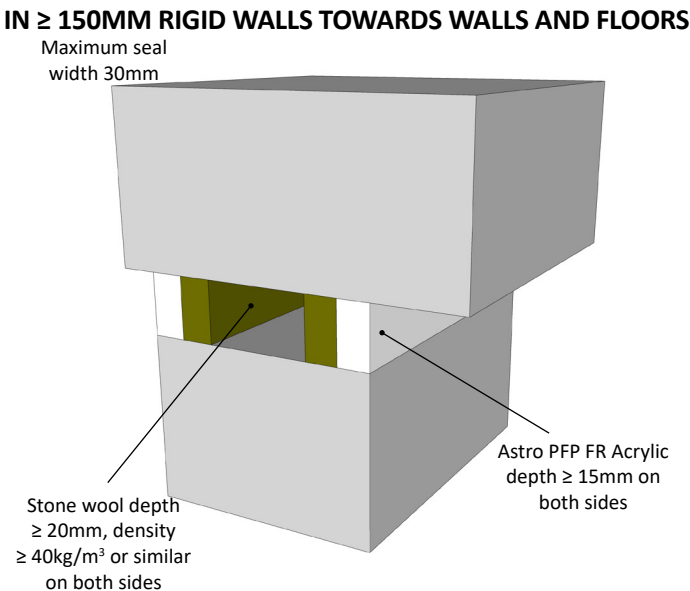 IN ≥ 150MM RIGID WALLS TOWARDS WALLS AND FLOORS
Maximum seal
width 30mm
Astro PFP FR Acrylic
depth ≥ 15mm on
both sides
Stone wool depth
≥ 20mm, density
≥ 40kg/m³ or similar
on both sides